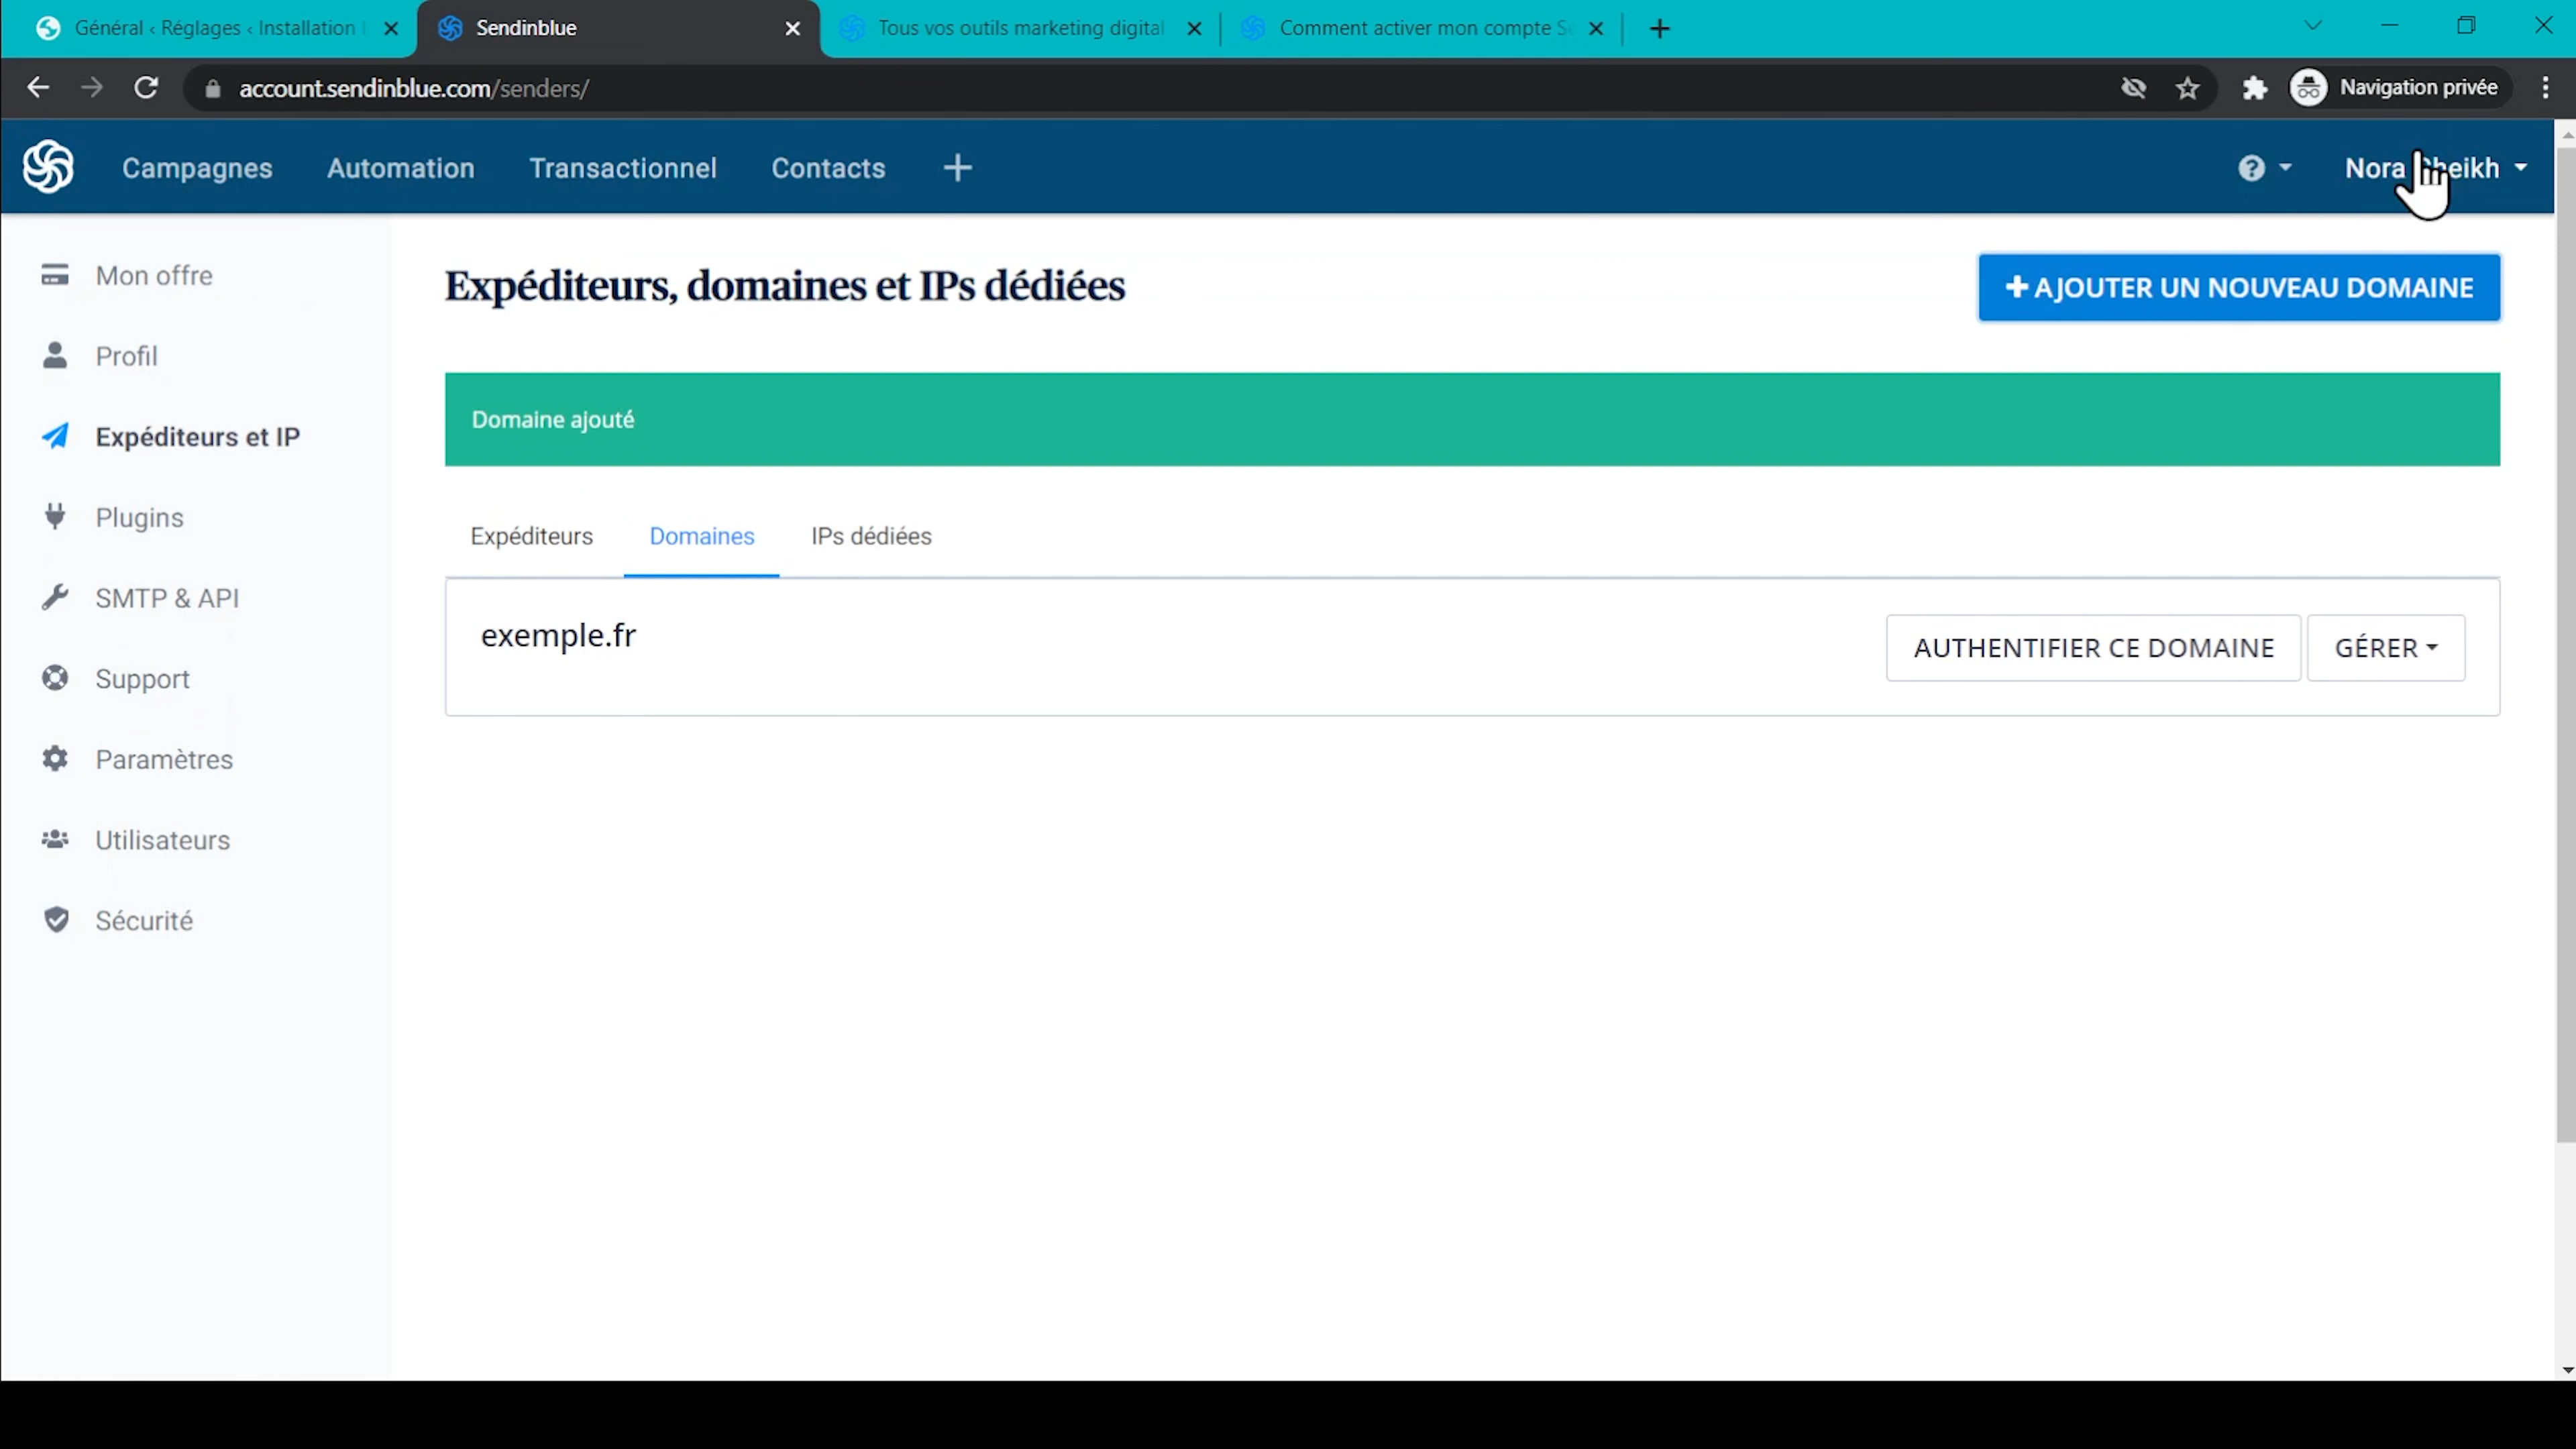 Général ‹ Réglages ‹ Installation
Sendinblue
Tous vos outils marketing digital
Comment activer mon compte
account.sendinblue.com/senders/
Navigation privée
Campagnes
Automation
Transactionnel
Contacts
Nora
Mon offre
Profil
Expéditeurs et IP
Plugins
SMTP & API
Support
Paramètres
Utilisateurs
Sécurité
Expéditeurs, domaines et IPs dédiées
+ AJOUTER UN NOUVEAU DOMAINE
Domaine ajouté
Expéditeurs
Domaines
IPs dédiées
exemple.fr
AUTHENTIFIER CE DOMAINE
GÉRER